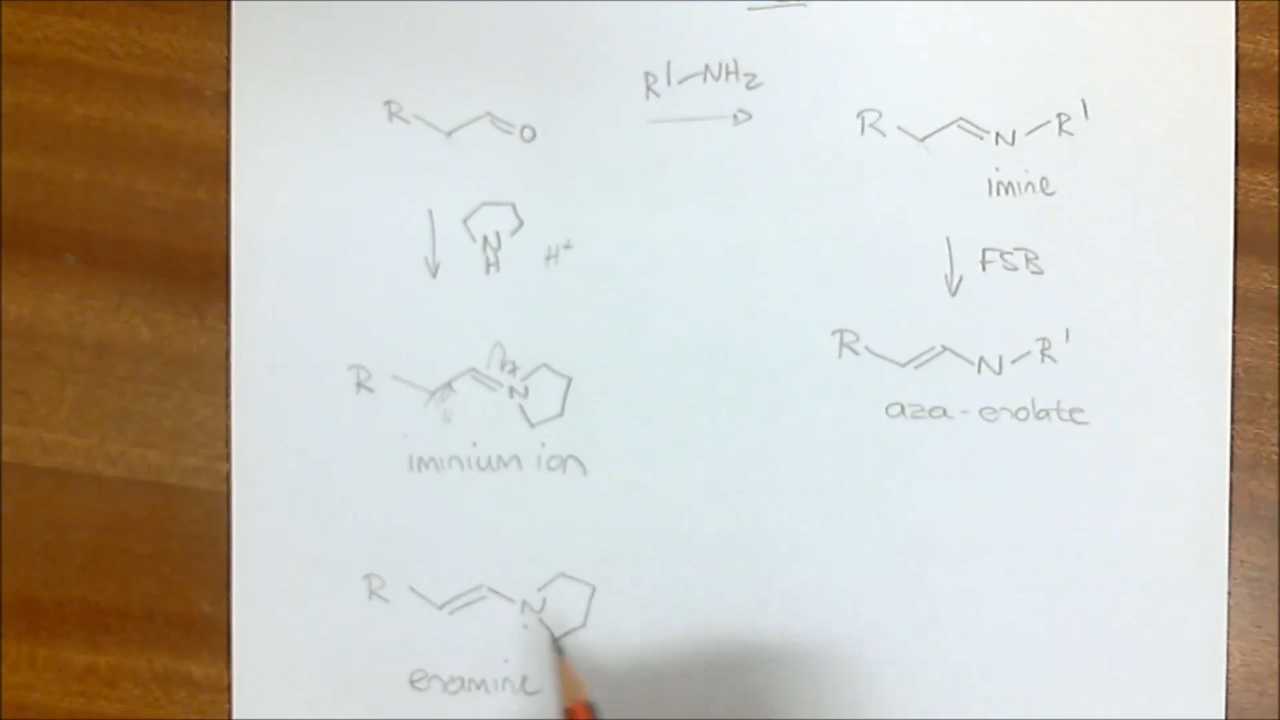 R'-NH2
R O
R N-R'
imine
N
H
H+
FSB
R N-R'
R N
aza-enolate
iminium ion
R N
enamine